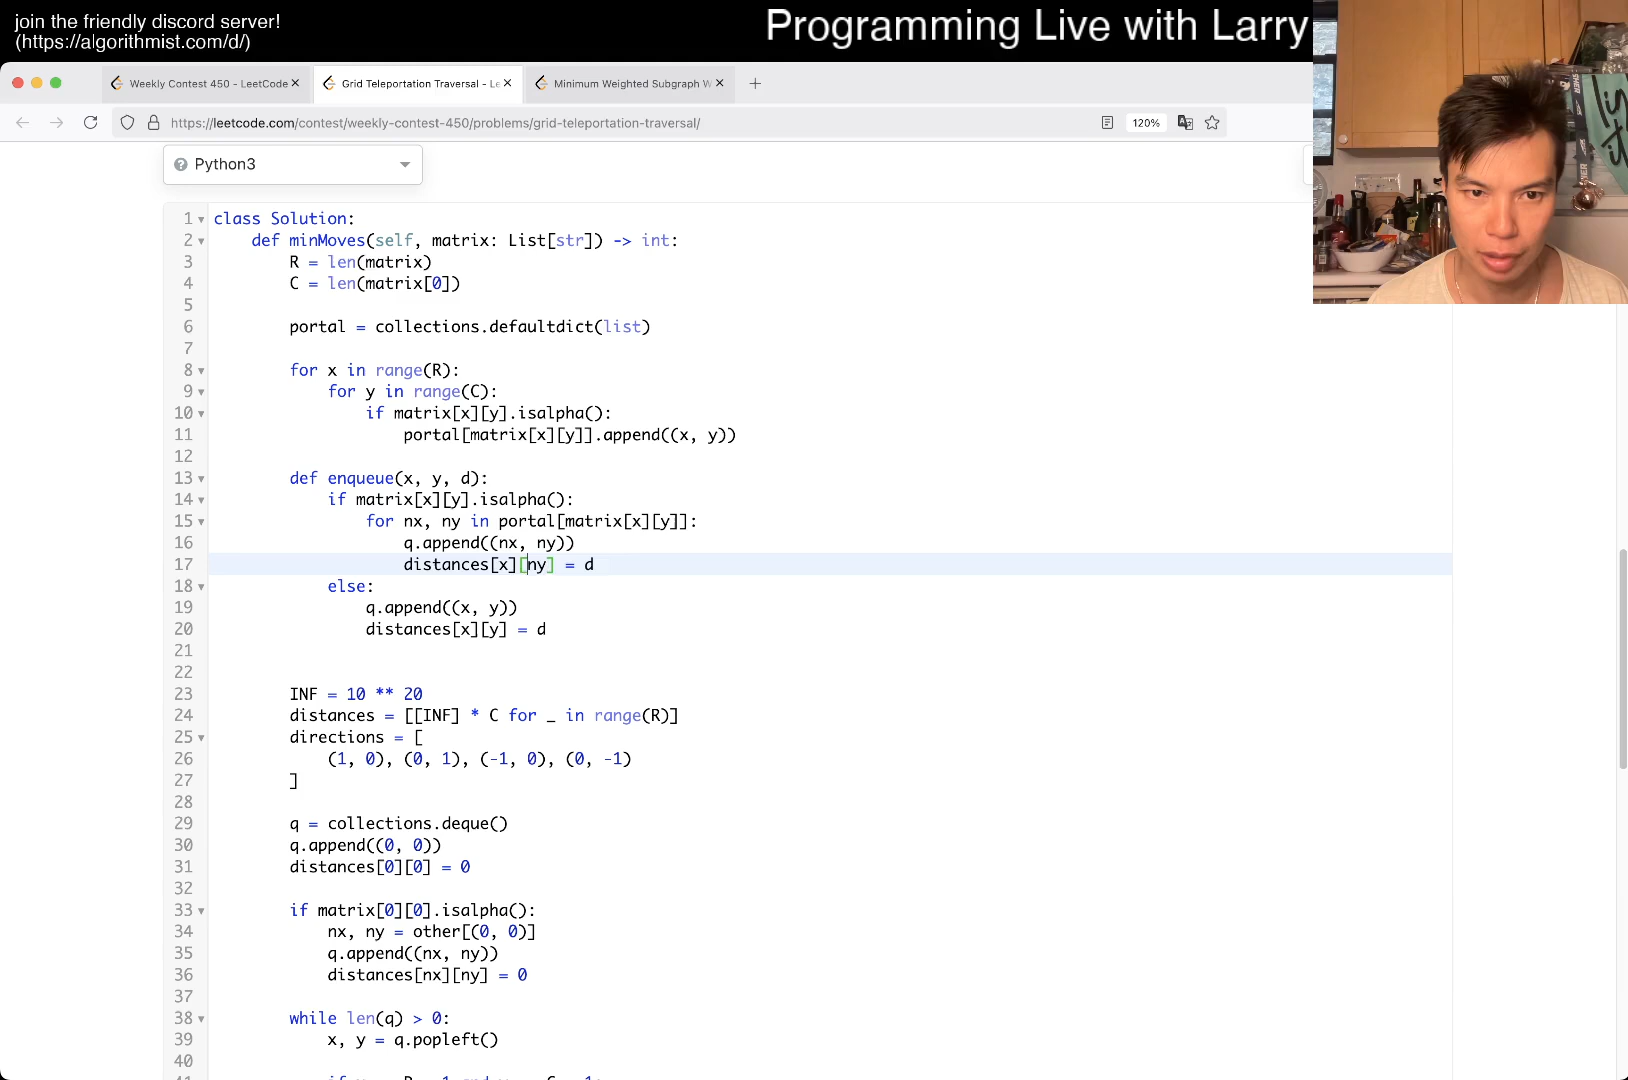 join the friendly discord server!
(https://algorithmist.com/d/)
Programming Live with Larry
Weekly Contest 450 - LeetCode
Grid Teleportation Traversal - Le
Minimum Weighted Subgraph W
https://leetcode.com/contest/weekly-contest-450/problems/grid-teleportation-traversal/
120%
Python3
1 class Solution:
2 def minMoves(self, matrix: List[str]) -> int:
3 R = len(matrix)
4 C = len(matrix[0])
5
6 portal = collections.defaultdict(list)
7
8 for x in range(R):
9 for y in range(C):
10 if matrix[x][y].isalpha():
11 portal[matrix[x][y]].append((x, y))
12
13 def enqueue(x, y, d):
14 if matrix[x][y].isalpha():
15 for nx, ny in portal[matrix[x][y]]:
16 q.append((nx, ny))
17 distances[x][ny] = d
18 else:
19 q.append((x, y))
20 distances[x][y] = d
21
22
23 INF = 10 ** 20
24 distances = [[INF] * C for _ in range(R)]
25 directions = [
26 (1, 0), (0, 1), (-1, 0), (0, -1)
27 ]
28
29 q = collections.deque()
30 q.append((0, 0))
31 distances[0][0] = 0
32
33 if matrix[0][0].isalpha():
34 nx, ny = other[(0, 0)]
35 q.append((nx, ny))
36 distances[nx][ny] = 0
37
38 while len(q) > 0:
39 x, y = q.popleft()
40